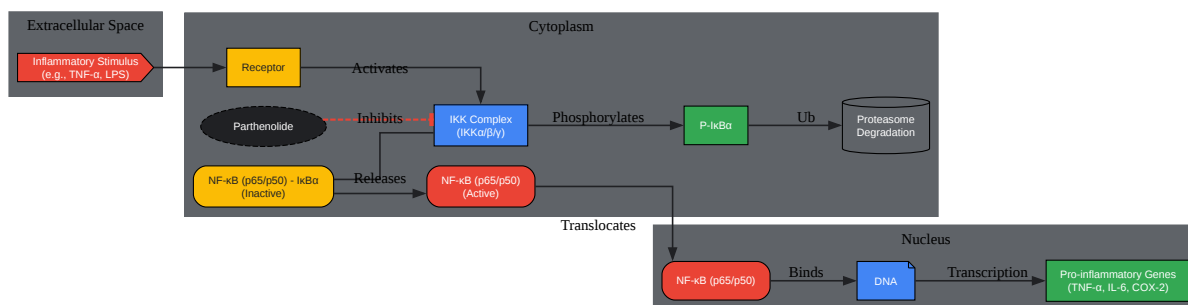 Extracellular Space
Inflammatory Stimulus
(e.g., TNF-α, LPS)
Cytoplasm
Receptor
Activates
Parthenolide
Inhibits
IKK Complex
(IKKα/β/γ)
Phosphorylates
P-IκBα
Ub
Proteasome
Degradation
NF-κB (p65/p50) - IκBα
(Inactive)
Releases
NF-κB (p65/p50)
(Active)
Translocates
Nucleus
NF-κB (p65/p50)
Binds
DNA
Transcription
Pro-inflammatory Genes
(TNF-α, IL-6, COX-2)